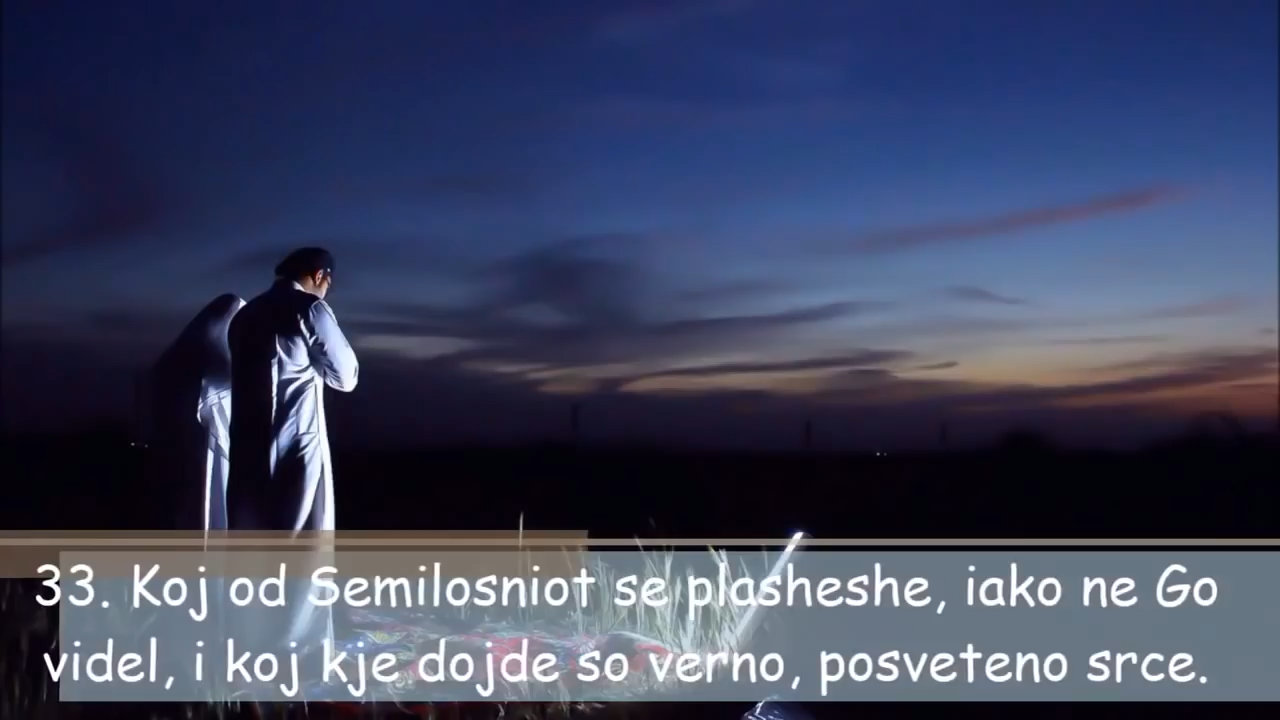 33. Koj od Semilosniot se plasheshe, iako ne Go
videl, i koj kje dojde so verno, posveteno srce.